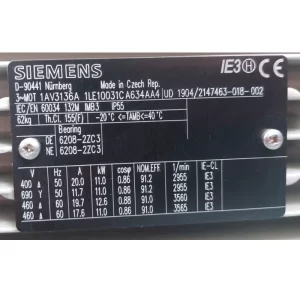 SIEMENS IE3 CE
D-90441 Nürnberg Made in Czech Rep.
3~MOT 1AV3136A 1LE10031CA634AA4 UD 1904/2147463-018-002
IEC/EN 60034 132M IMB3 IP55
62kg Th.Cl. 155(F) -20°C <=TAMB<=40°C
Bearing
DE 6208-2ZC3
NE 6208-2ZC3
V Hz A kW cosφ NOM.EFF 1/min IE-CL
400 Δ 50 20.0 11.0 0.86 91.2 2955 IE3
690 Y 50 11.7 11.0 0.86 91.2 2955 IE3
460 Δ 60 19.7 12.6 0.88 91.0 3560 IE3
460 Δ 60 17.6 11.0 0.86 91.0 3565 IE3